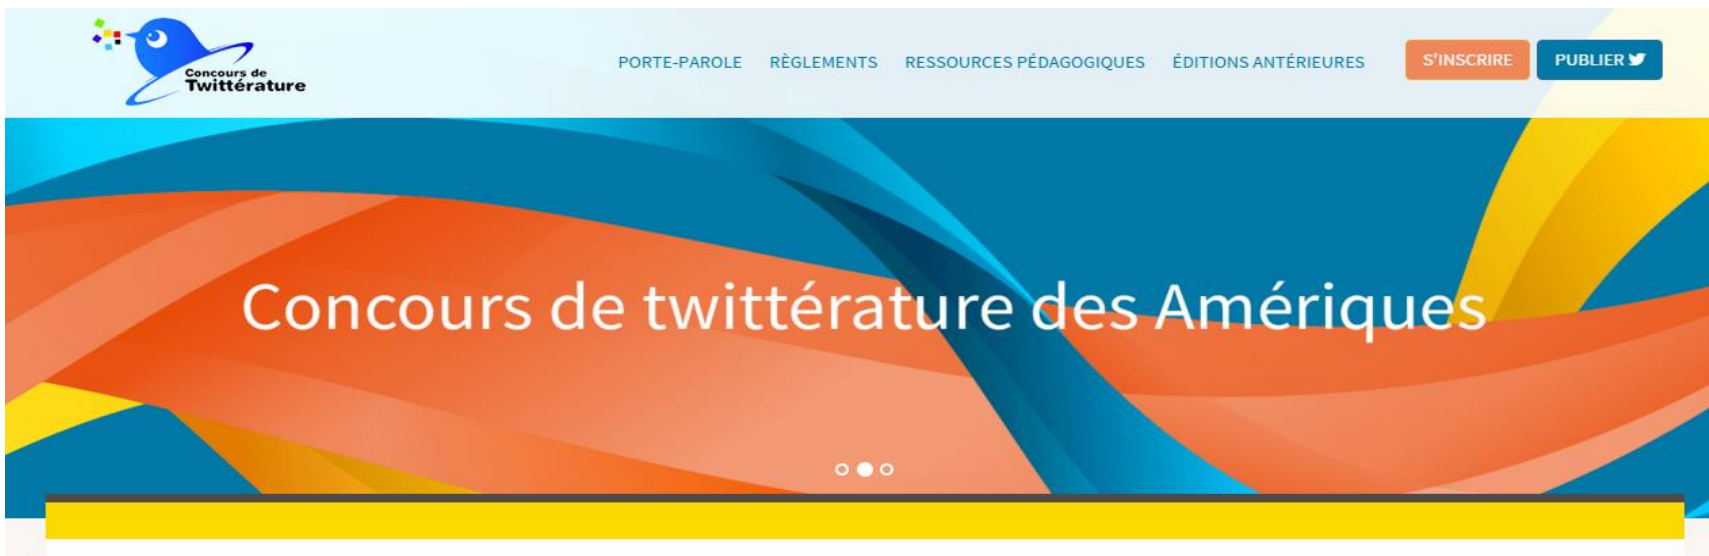 Concours de
Twittérature
PORTE-PAROLE RÈGLEMENTS RESSOURCES PÉDAGOGIQUES ÉDITIONS ANTÉRIEURES S'INSCRIRE PUBLIER
Concours de twittérature des Amériques